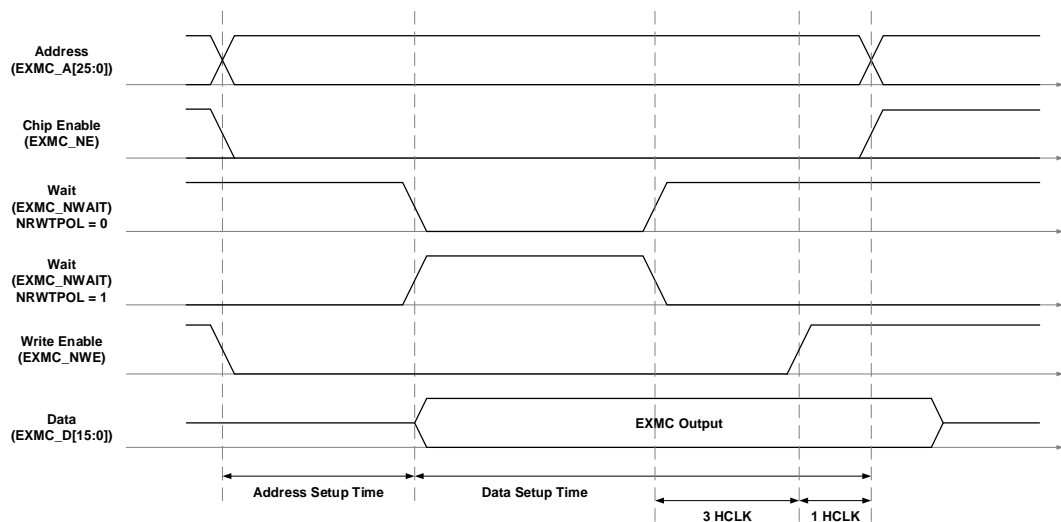 Address
(EXMC_A[25:0])
Chip Enable
(EXMC_NE)
Wait
(EXMC_NWAIT)
NRWTPOL = 0
Wait
(EXMC_NWAIT)
NRWTPOL = 1
Write Enable
(EXMC_NWE)
Data
(EXMC_D[15:0])
EXMC Output
Address Setup Time
Data Setup Time
3 HCLK
1 HCLK